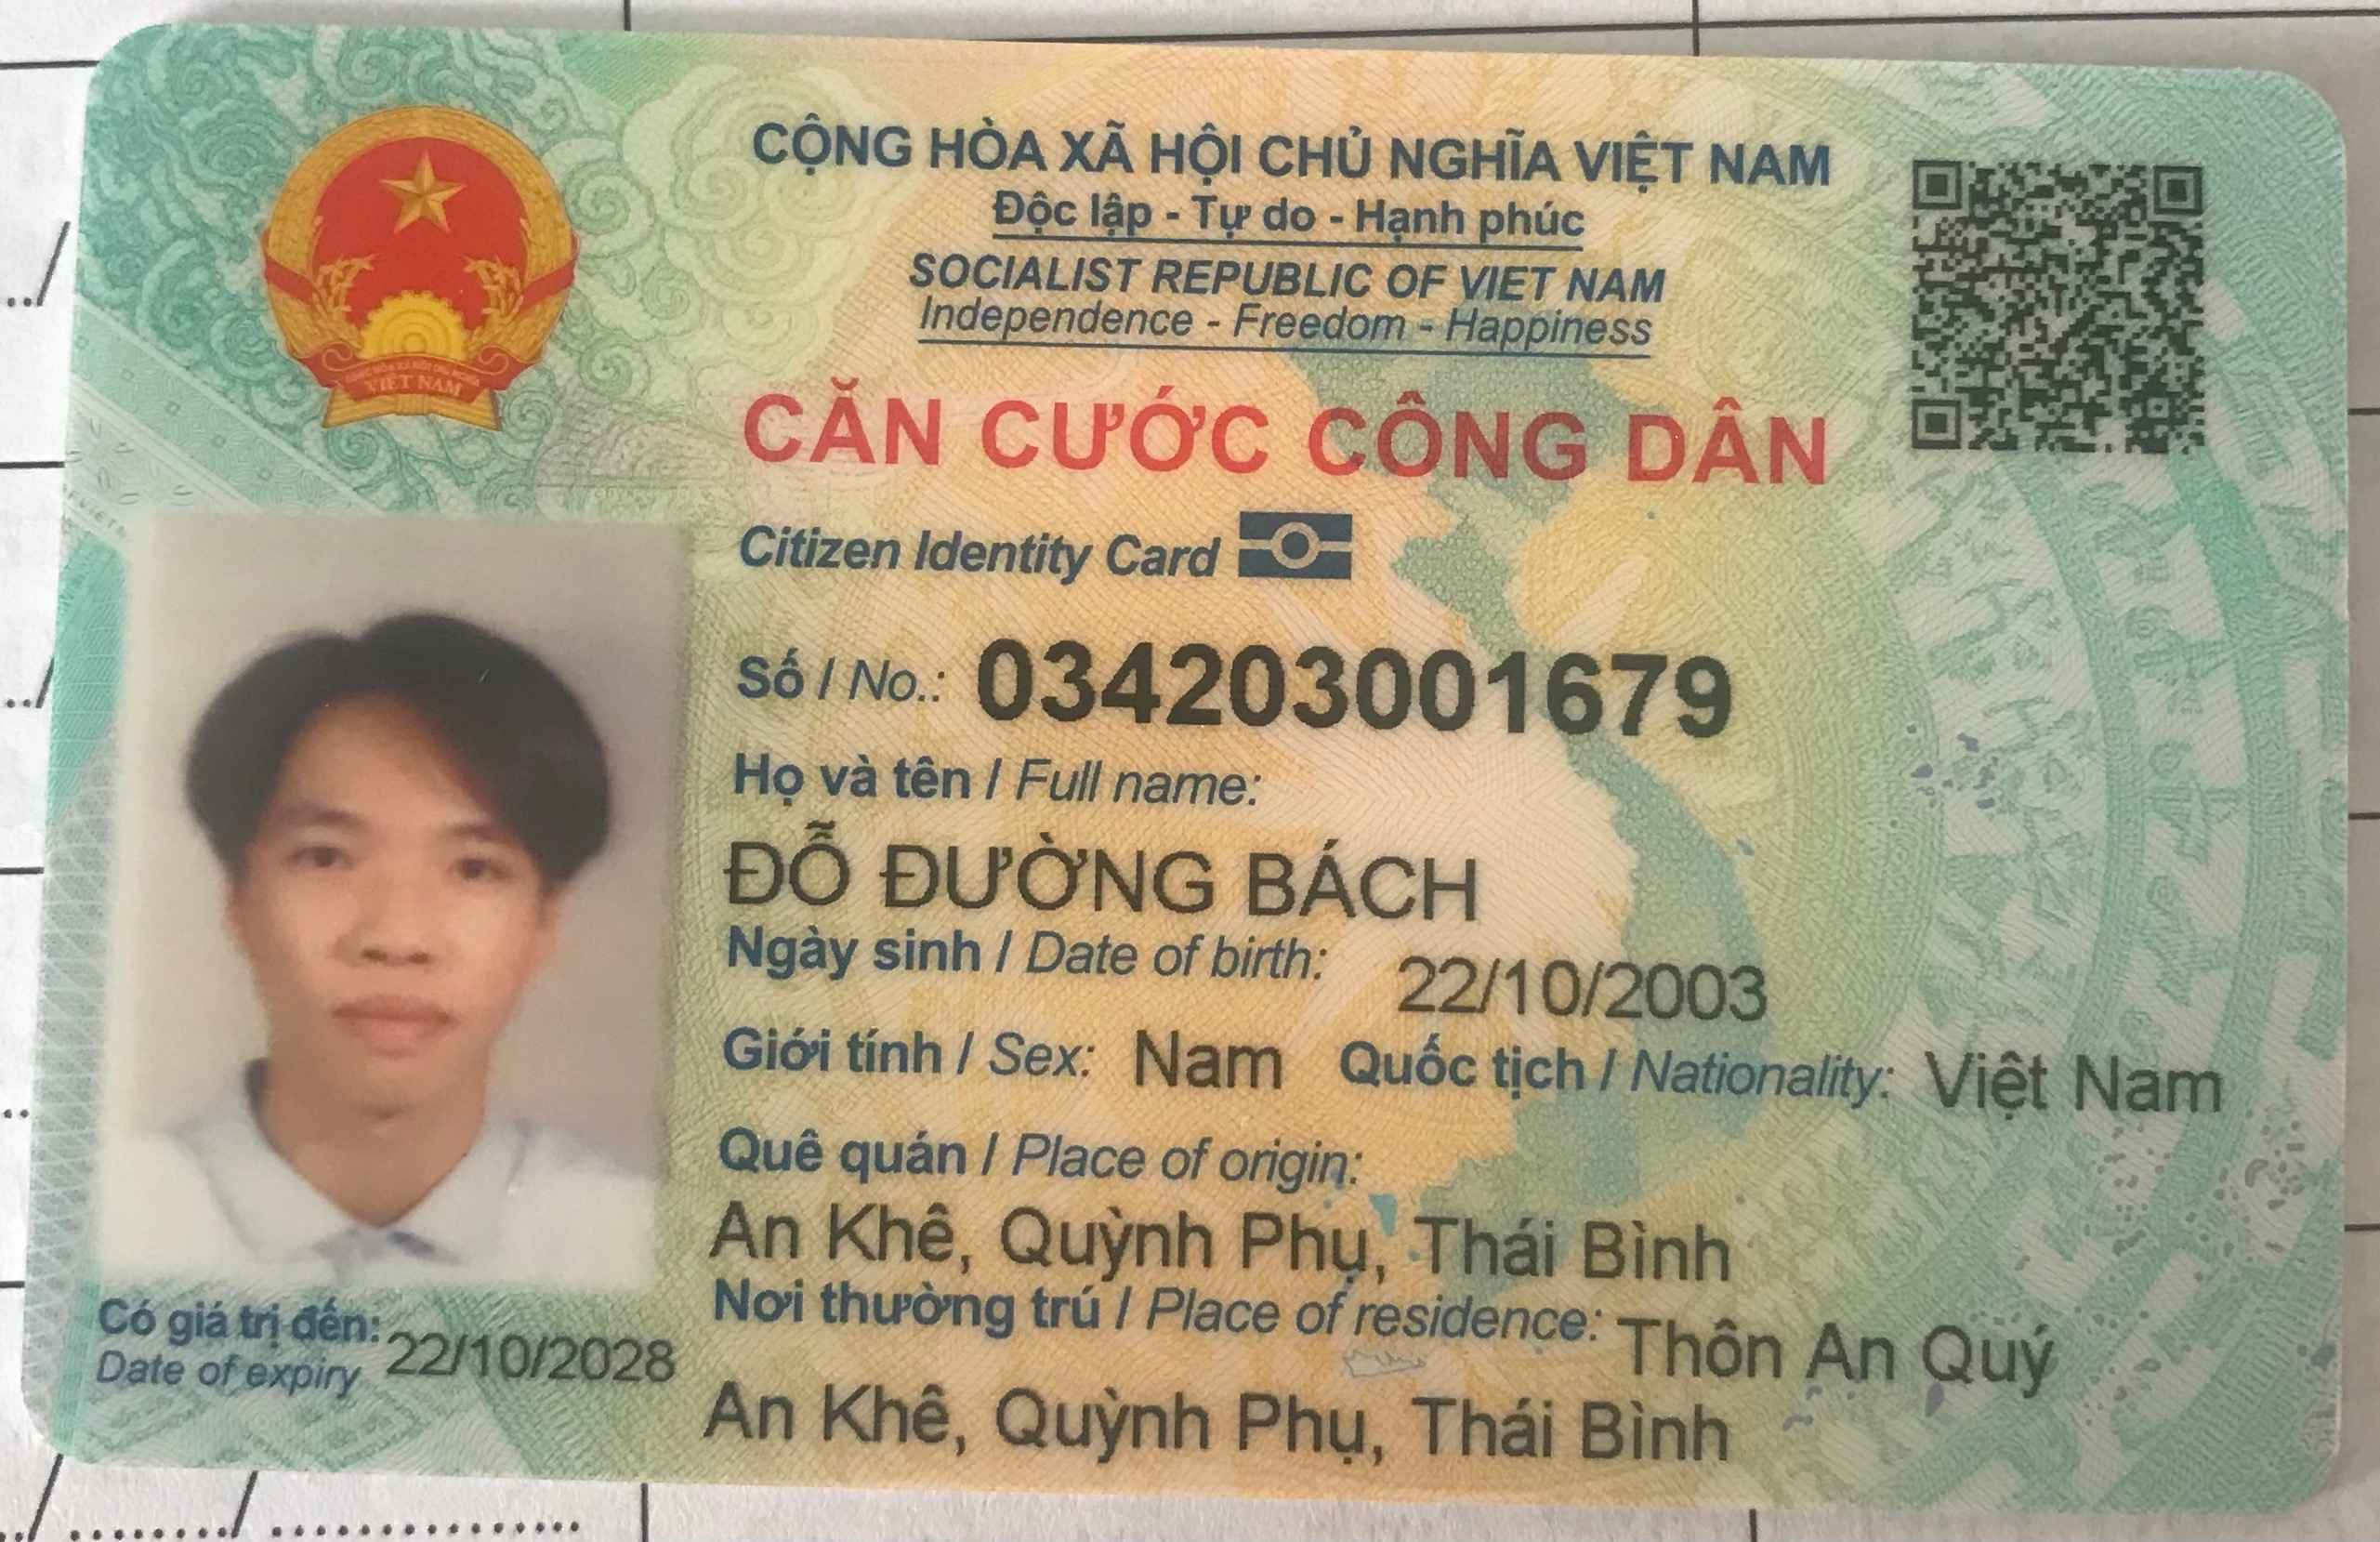 CỘNG HÒA XÃ HỘI CHỦ NGHĨA VIỆT NAM
Độc lập - Tự do - Hạnh phúc
SOCIALIST REPUBLIC OF VIET NAM
Independence - Freedom - Happiness
VIỆT NAM
CĂN CƯỚC CÔNG DÂN
Citizen Identity Card
Số / No.: 034203001679
Họ và tên / Full name:
ĐỖ ĐƯỜNG BÁCH
Ngày sinh / Date of birth: 22/10/2003
Giới tính / Sex: Nam Quốc tịch / Nationality: Việt Nam
Quê quán / Place of origin:
An Khê, Quỳnh Phụ, Thái Bình
Nơi thường trú / Place of residence: Thôn An Quý
An Khê, Quỳnh Phụ, Thái Bình
Có giá trị đến: 22/10/2028
Date of expiry